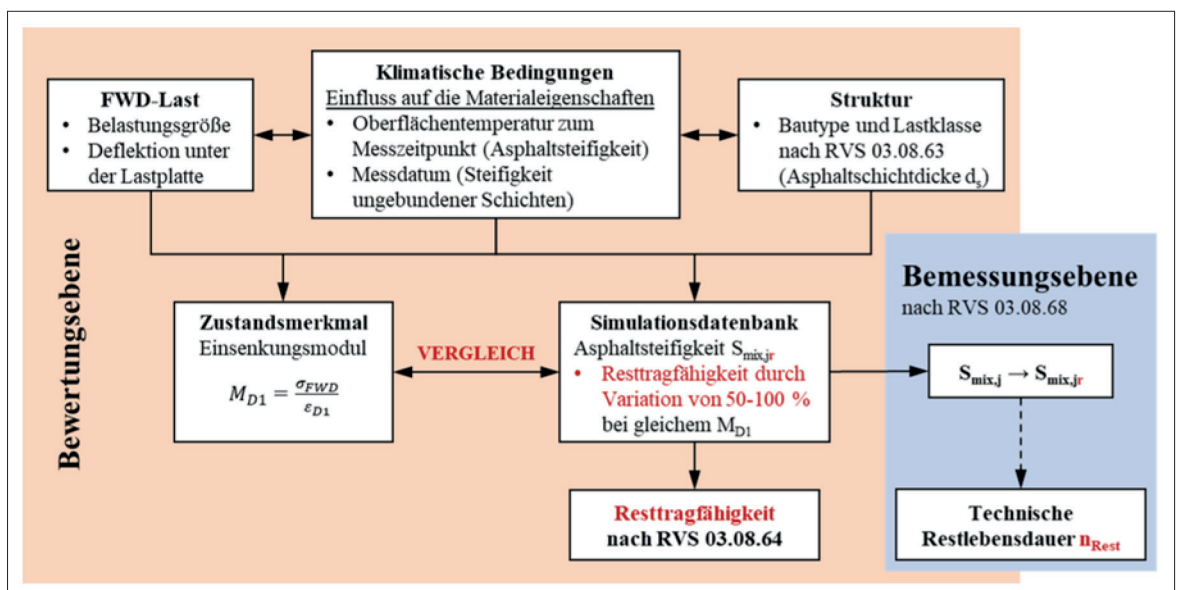 FWD-Last
• Belastungsgröße
• Deflektion unter
der Lastplatte
Klimatische Bedingungen
Einfluss auf die Materialeigenschaften
• Oberflächentemperatur zum
Messzeitpunkt (Asphaltsteifigkeit)
• Messdatum (Steifigkeit
ungebundener Schichten)
Struktur
• Bautype und Lastklasse
nach RVS 03.08.63
(Asphaltschichtdicke ds)
Bewertungsebene
Zustandsmerkmal
Einsenkungsmodul
M_D1 = σ_FWD / ε_D1
VERGLEICH
Simulationsdatenbank
Asphaltsteifigkeit Smix,jr
• Resttragfähigkeit durch
Variation von 50-100 %
bei gleichem MD1
Resttragfähigkeit
nach RVS 03.08.64
Bemessungsebene
nach RVS 03.08.68
Smix,j → Smix,jr
Technische
Restlebensdauer nRest